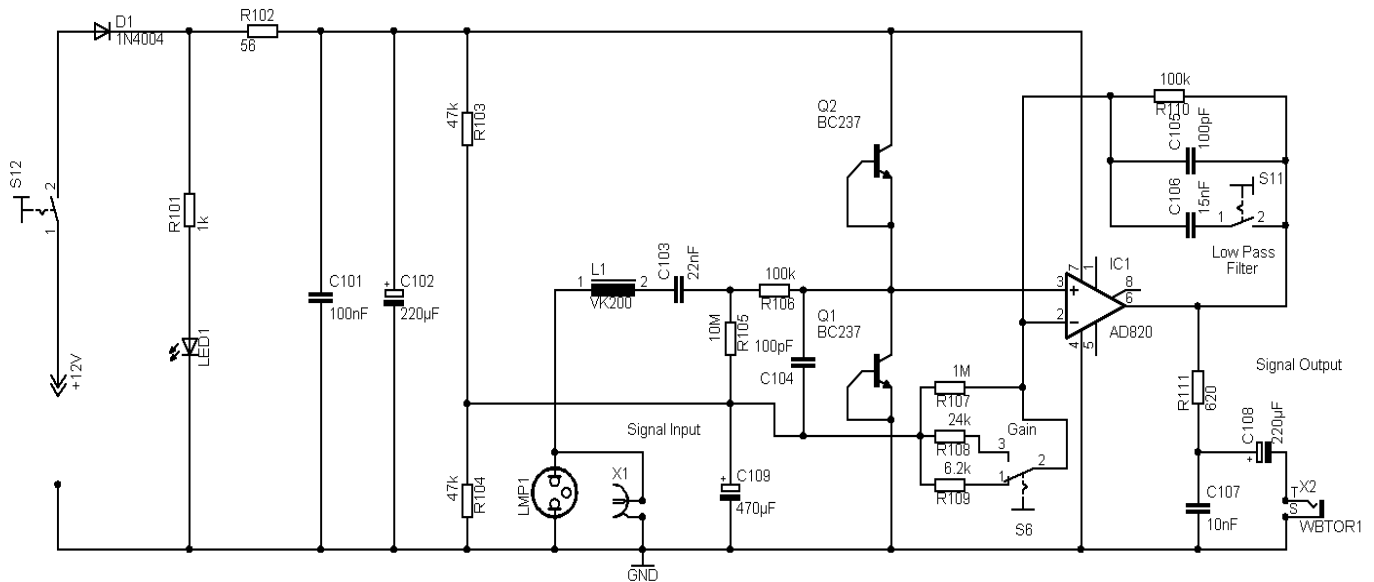 D1
1N4004
R102
56
S12
2
1
+12V
R101
1k
LED1
C101
100nF
+
C102
220µF
47k
R103
47k
R104
Signal Input
L1
1
2
VK200
C103
22nF
100k
R106
10M
R105
100pF
C104
LMP1
X1
+
C109
470µF
GND
Q2
BC237
Q1
BC237
1M
R107
24k
R108
6.2k
R109
Gain
3
1
2
S6
3
+
2
−
7
1
4
5
8
6
IC1
AD820
100k
R110
C105
100pF
C106
15nF
S11
1
2
Low Pass
Filter
Signal Output
R111
620
+
C108
220µF
C107
10nF
T
S
X2
WBTOR1